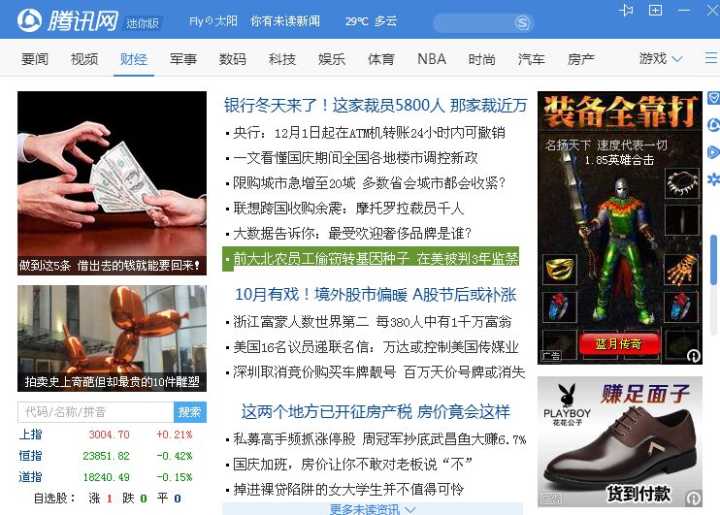 腾讯网 迷你版 Fly の太阳 你有未读新闻 29℃ 多云
要闻 视频 财经 军事 数码 科技 娱乐 体育 NBA 时尚 汽车 房产 游戏
做到这5条 借出去的钱就能要回来!
拍卖史上奇葩但却最贵的10件雕塑
代码/名称/拼音 搜索
上指 3004.70 +0.21%
恒指 23851.82 -0.42%
道指 18240.49 -0.15%
自选股: 涨 1 跌 0 平 0
银行冬天来了!这家裁员5800人 那家裁近万
央行:12月1日起在ATM机转账24小时内可撤销
一文看懂国庆期间全国各地楼市调控新政
限购城市急增至20城 多数省会城市都会收紧?
联想跨国收购余震:摩托罗拉裁员千人
大数据告诉你:最受欢迎奢侈品牌是谁?
前大北农员工偷窃转基因种子 在美被判3年监禁
10月有戏!境外股市偏暖 A股节后或补涨
浙江富豪人数世界第二 每380人中有1千万富翁
美国16名议员递联名信:万达或控制美国传媒业
深圳取消竞价购买车牌靓号 百万天价号牌或消失
这两个地方已开征房产税 房价竟会这样
私募高手频抓涨停股 周冠军抄底武昌鱼大赚6.7%
国庆加班,房价让你不敢对老板说“不”
掉进裸贷陷阱的女大学生并不值得可怜
更多未读资讯
装备全靠打
名扬天下 速度代表一切
1.85英雄合击
蓝月传奇
广告
PLAYBOY
花花公子
赚足面子
货到付款
广告